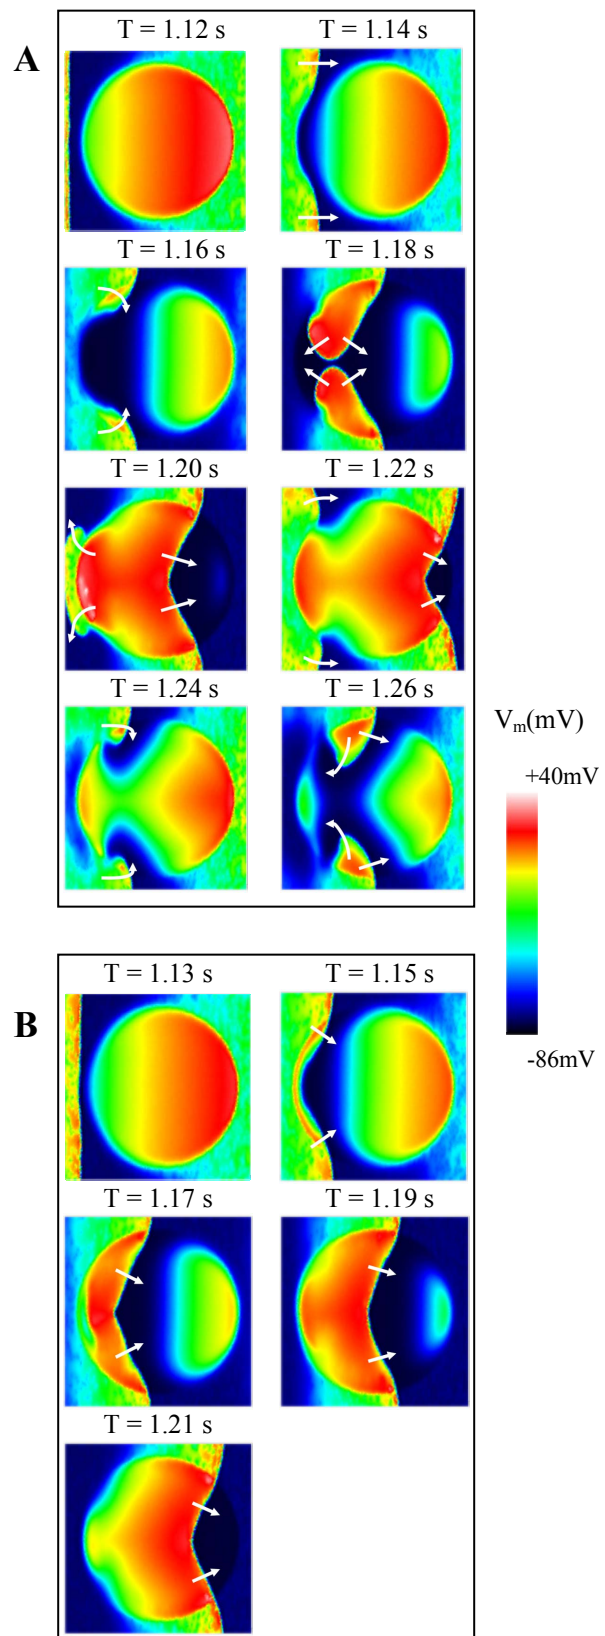 A
T = 1.12 s
T = 1.14 s
T = 1.16 s
T = 1.18 s
T = 1.20 s
T = 1.22 s
T = 1.24 s
T = 1.26 s
Vm(mV)
+40mV
-86mV
B
T = 1.13 s
T = 1.15 s
T = 1.17 s
T = 1.19 s
T = 1.21 s